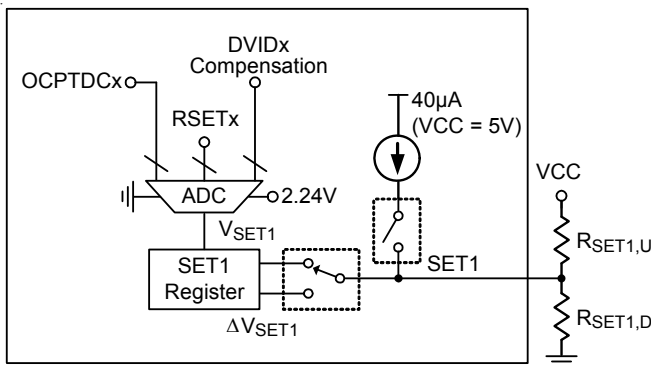 DVIDx
Compensation
OCPTDCx
RSETx
40μA
(VCC = 5V)
ADC
2.24V
VCC
VSET1
SET1
Register
SET1
RSET1,U
ΔVSET1
RSET1,D